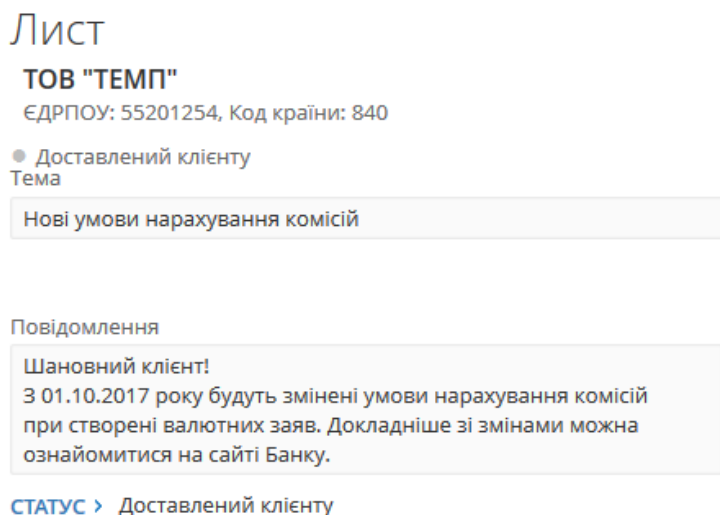 Лист
ТОВ "ТЕМП"
ЄДРПОУ: 55201254, Код країни: 840
Доставлений клієнту
Тема
Нові умови нарахування комісій
Повідомлення
Шановний клієнт!
З 01.10.2017 року будуть змінені умови нарахування комісій
при створені валютних заяв. Докладніше зі змінами можна
ознайомитися на сайті Банку.
СТАТУС > Доставлений клієнту